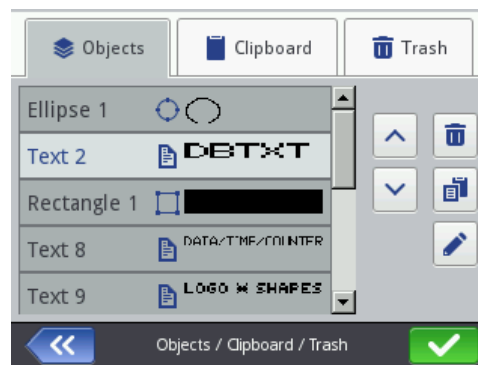 Objects
Clipboard
Trash
Ellipse 1
Text 2 DBTXT
Rectangle 1
Text 8 DATA/TIME/COUNTER
Text 9 LOGO * SHAPES
Objects / Clipboard / Trash